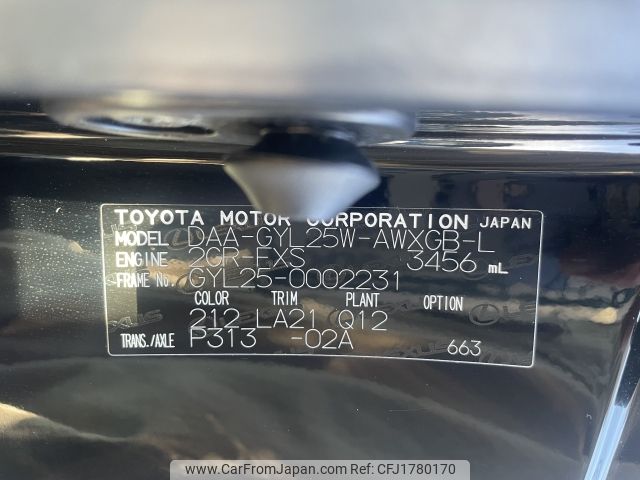 TOYOTA MOTOR CORPORATION JAPAN
MODEL DAA-GYL25W-AWXGB-L
ENGINE 2GR-FXS 3456 mL
FRAME No. GYL25-0002231
COLOR TRIM PLANT OPTION
212 LA21 Q12
TRANS./AXLE P313 -02A 663
www.CarFromJapan.com Ref: CFJ1780170